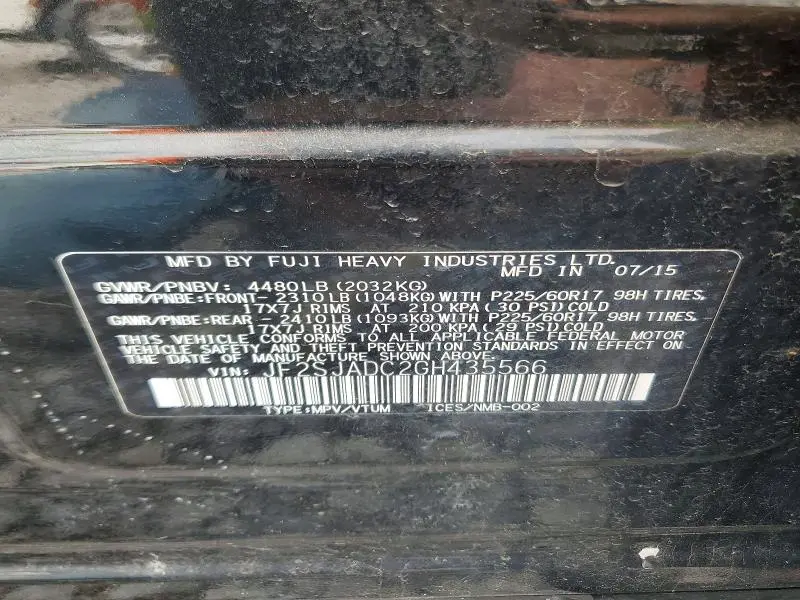 MFD BY FUJI HEAVY INDUSTRIES LTD.
MFD IN 07/15
GVWR/PNBV: 4480LB(2032KG)
GAWR/PNBE:FRONT- 2310LB(1048KG)WITH P225/60R17 98H TIRES,
17X7J RIMS AT 210 KPA(30 PSI)COLD
GAWR/PNBE:REAR - 2410LB(1093KG)WITH P225/60R17 98H TIRES,
17X7J RIMS AT 200 KPA(29 PSI)COLD
THIS VEHICLE CONFORMS TO ALL APPLICABLE FEDERAL MOTOR
VEHICLE SAFETY AND THEFT PREVENTION STANDARDS IN EFFECT ON
THE DATE OF MANUFACTURE SHOWN ABOVE.
VIN: JF2SJADC2GH435566
TYPE:MPV/VTUM ICES/NMB-002